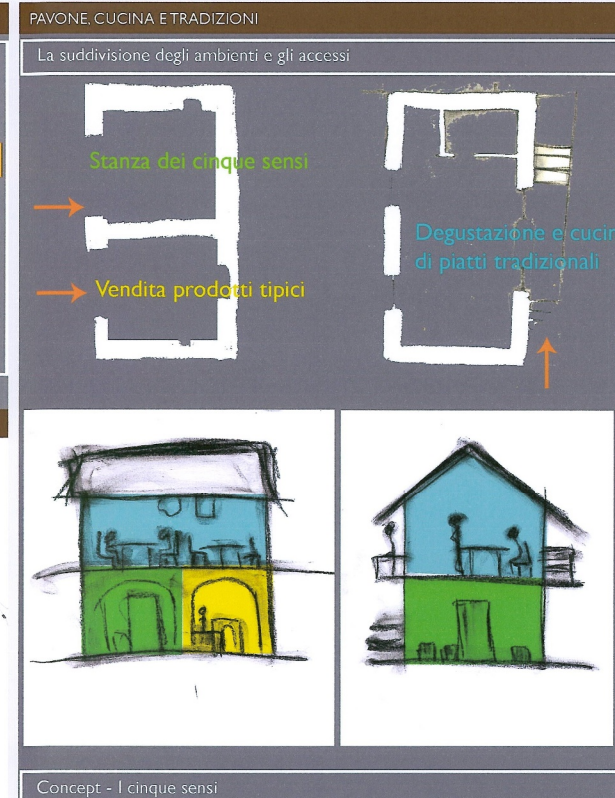 PAVONE, CUCINA E TRADIZIONI
La suddivisione degli ambienti e gli accessi
Stanza dei cinque sensi
Vendita prodotti tipici
Degustazione e cucin
di piatti tradizionali
Concept - I cinque sensi